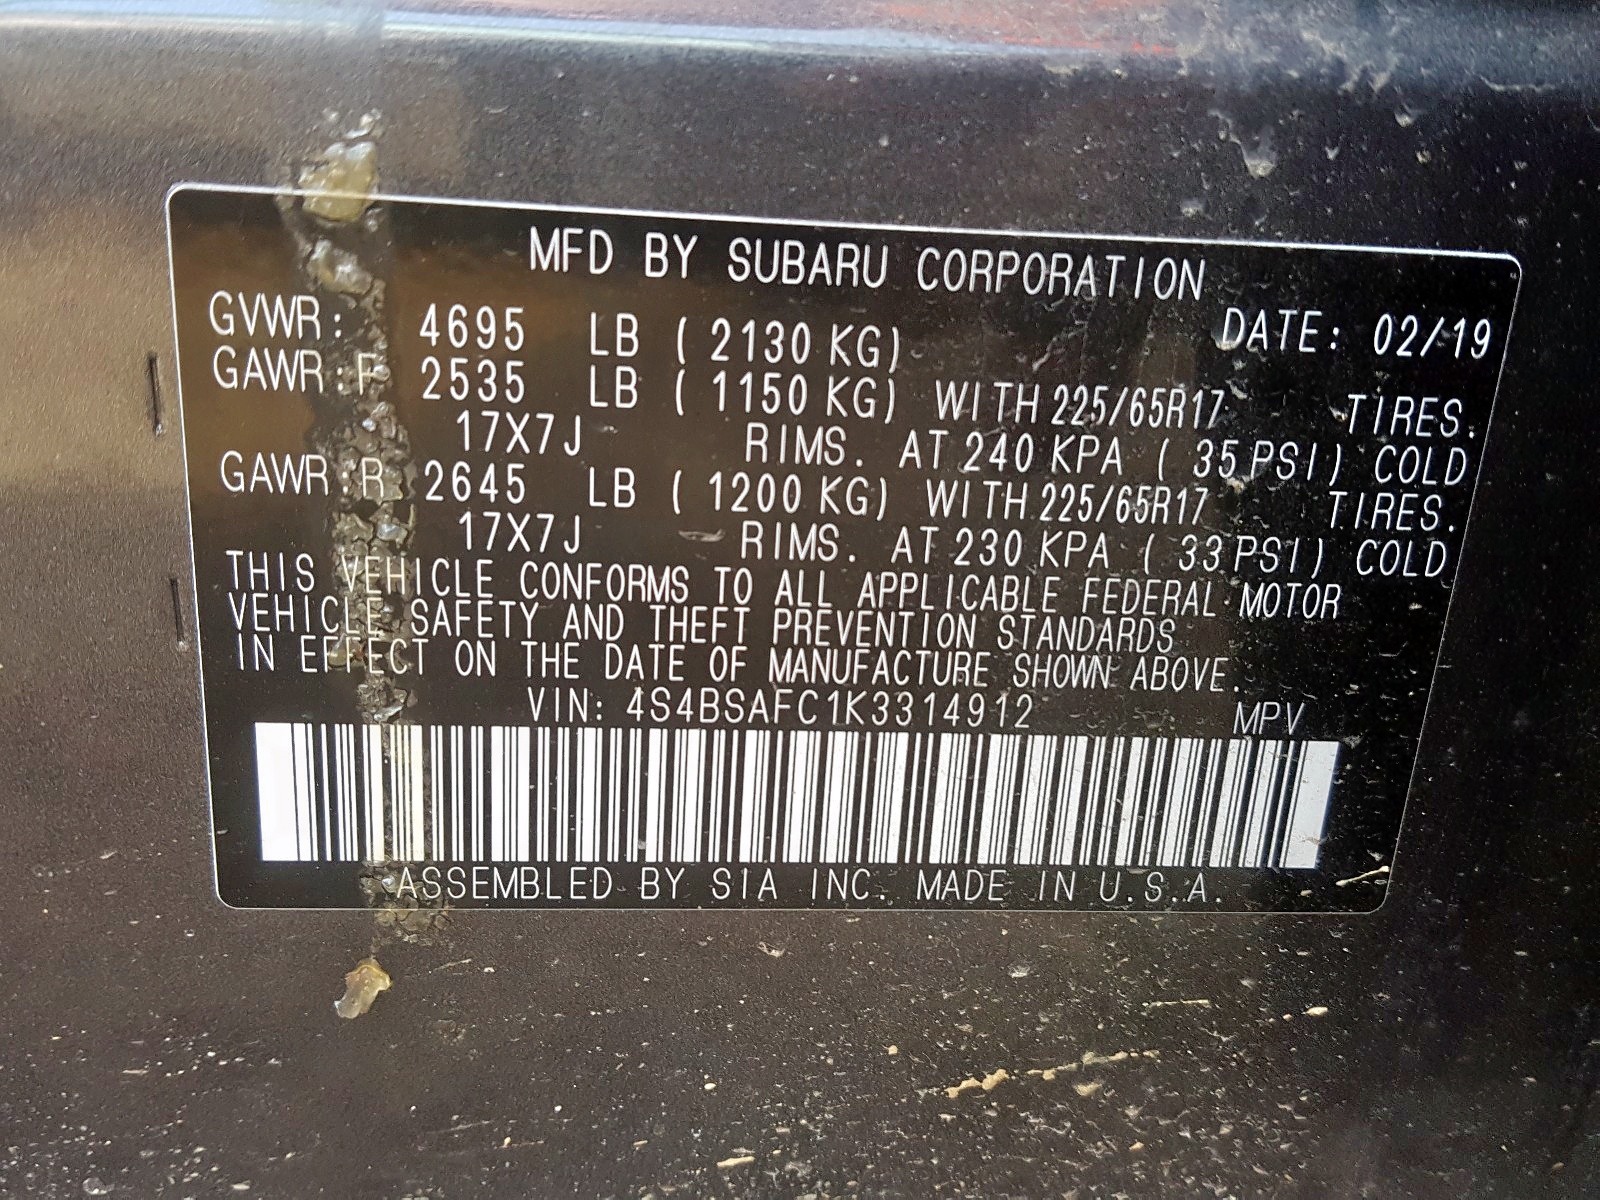 MFD BY SUBARU CORPORATION
GVWR: 4695 LB ( 2130 KG) DATE: 02/19
GAWR:F 2535 LB ( 1150 KG) WITH 225/65R17 TIRES.
17X7J RIMS. AT 240 KPA ( 35 PSI) COLD
GAWR:R 2645 LB ( 1200 KG) WITH 225/65R17 TIRES.
17X7J RIMS. AT 230 KPA ( 33 PSI) COLD
THIS VEHICLE CONFORMS TO ALL APPLICABLE FEDERAL MOTOR
VEHICLE SAFETY AND THEFT PREVENTION STANDARDS
IN EFFECT ON THE DATE OF MANUFACTURE SHOWN ABOVE.
VIN: 4S4BSAFC1K3314912 MPV
ASSEMBLED BY SIA INC. MADE IN U.S.A.